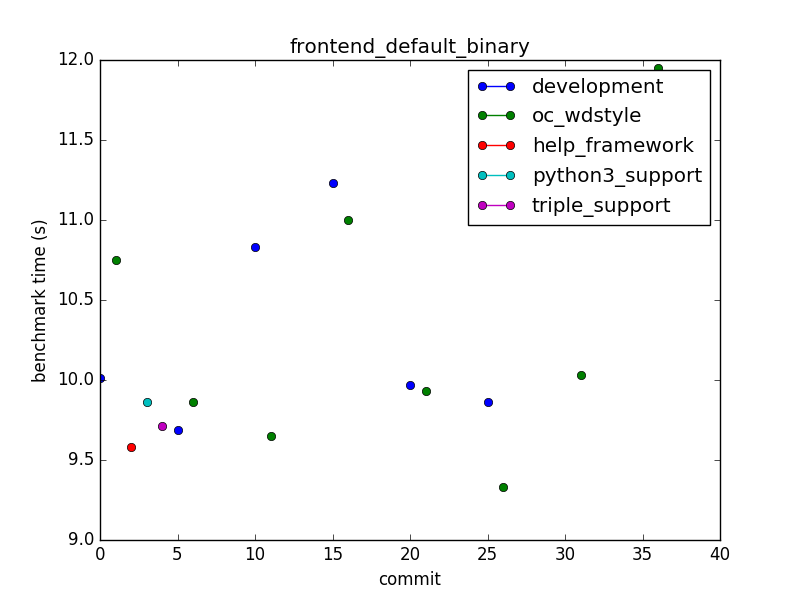 frontend_default_binary
12.0
11.5
11.0
10.5
10.0
9.5
9.0
benchmark time (s)
development
oc_wdstyle
help_framework
python3_support
triple_support
0 5 10 15 20 25 30 35 40
commit